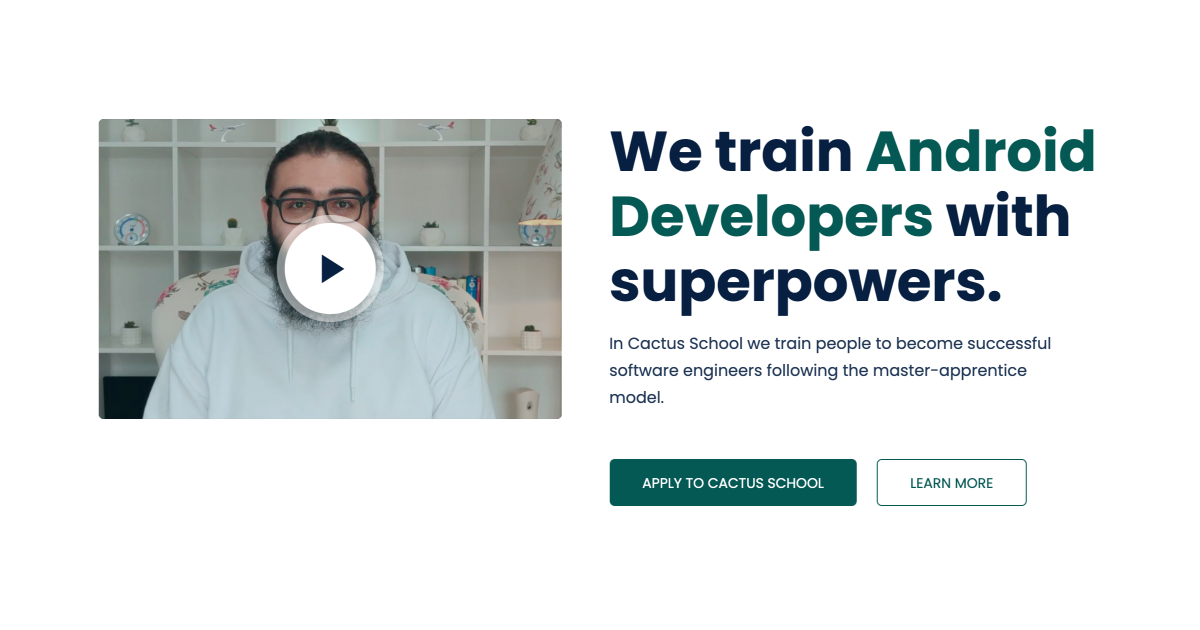 We train Android
Developers with
superpowers.
In Cactus School we train people to become successful
software engineers following the master-apprentice
model.
APPLY TO CACTUS SCHOOL
LEARN MORE